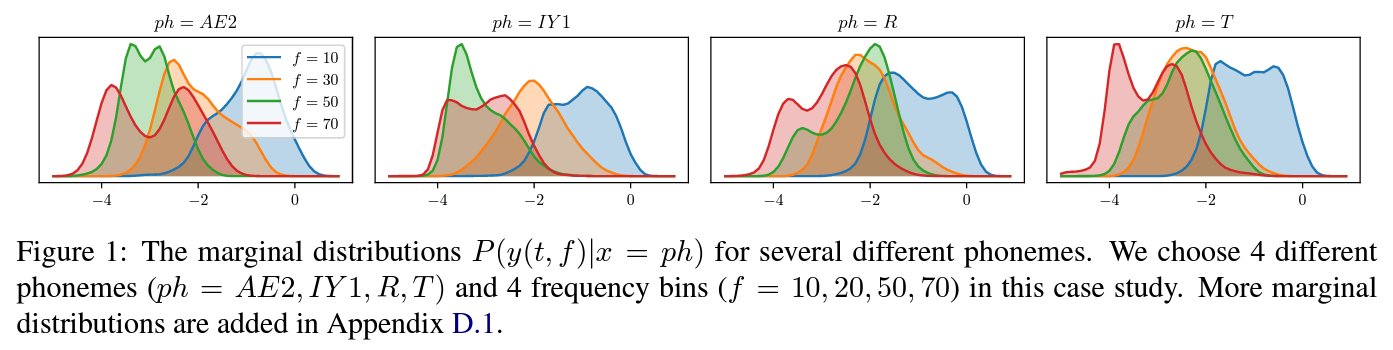 ph = AE2
ph = IY1
ph = R
ph = T
f = 10
f = 30
f = 50
f = 70
−4 −2 0
−4 −2 0
−4 −2 0
−4 −2 0
Figure 1: The marginal distributions P(y(t, f)|x = ph) for several different phonemes. We choose 4 different
phonemes (ph = AE2, IY1, R, T) and 4 frequency bins (f = 10, 20, 50, 70) in this case study. More marginal
distributions are added in Appendix D.1.